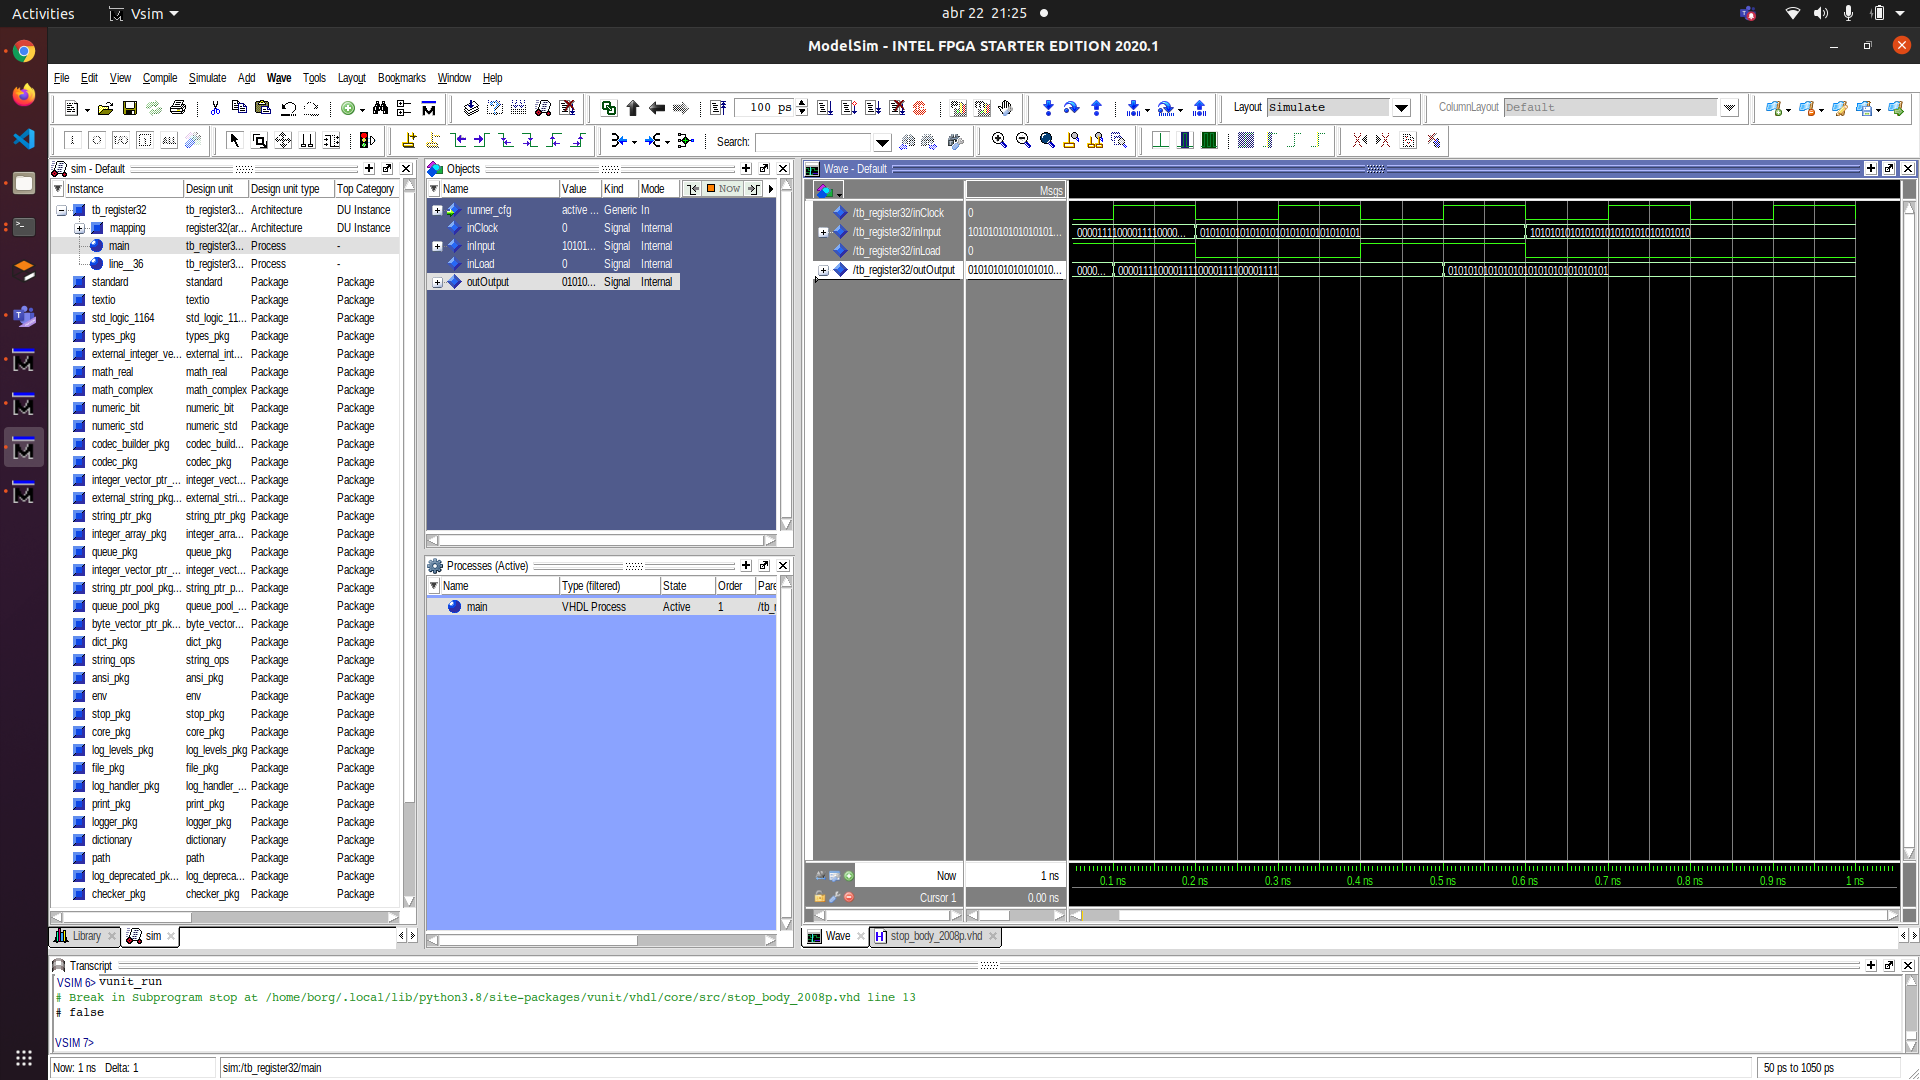 Activities Vsim abr 22 21:25
ModelSim - INTEL FPGA STARTER EDITION 2020.1
File Edit View Compile Simulate Add Wave Tools Layout Bookmarks Window Help
100 ps Layout Simulate ColumnLayout Default
Search:
sim - Default
Instance Design unit Design unit type Top Category
tb_register32 tb_register3... Architecture DU Instance
mapping register32(ar... Architecture DU Instance
main tb_register3... Process -
line__36 tb_register3... Process -
standard standard Package Package
textio textio Package Package
std_logic_1164 std_logic_11... Package Package
types_pkg types_pkg Package Package
external_integer_ve... external_int... Package Package
math_real math_real Package Package
math_complex math_complex Package Package
numeric_bit numeric_bit Package Package
numeric_std numeric_std Package Package
codec_builder_pkg codec_build... Package Package
codec_pkg codec_pkg Package Package
integer_vector_ptr_... integer_vect... Package Package
external_string_pkg... external_stri... Package Package
string_ptr_pkg string_ptr_pkg Package Package
integer_array_pkg integer_arra... Package Package
queue_pkg queue_pkg Package Package
integer_vector_ptr_... integer_vect... Package Package
string_ptr_pool_pkg... string_ptr_p... Package Package
queue_pool_pkg queue_pool_... Package Package
byte_vector_ptr_pk... byte_vector... Package Package
dict_pkg dict_pkg Package Package
string_ops string_ops Package Package
ansi_pkg ansi_pkg Package Package
env env Package Package
stop_pkg stop_pkg Package Package
core_pkg core_pkg Package Package
log_levels_pkg log_levels_pkg Package Package
file_pkg file_pkg Package Package
log_handler_pkg log_handler_... Package Package
print_pkg print_pkg Package Package
logger_pkg logger_pkg Package Package
dictionary dictionary Package Package
path path Package Package
log_deprecated_pk... log_depreca... Package Package
checker_pkg checker_pkg Package Package
Library sim
Objects
Name Value Kind Mode Now
runner_cfg active ... Generic In
inClock 0 Signal Internal
inInput 10101... Signal Internal
inLoad 0 Signal Internal
outOutput 01010... Signal Internal
Processes (Active)
Name Type (filtered) State Order Pare
main VHDL Process Active 1 /tb_r
Wave - Default
Msgs
/tb_register32/inClock 0
/tb_register32/inInput 10101010101010101... 00001111000011110000... 01010101010101010101010101010101 10101010101010101010101010101010
/tb_register32/inLoad 0
/tb_register32/outOutput 01010101010101010... 0000... 00001111000011110000111100001111 01010101010101010101010101010101
Now 1 ns
0.1 ns 0.2 ns 0.3 ns 0.4 ns 0.5 ns 0.6 ns 0.7 ns 0.8 ns 0.9 ns 1 ns
Cursor 1 0.00 ns
Wave stop_body_2008p.vhd
Transcript
VSIM 6> vunit_run
# Break in Subprogram stop at /home/borg/.local/lib/python3.8/site-packages/vunit/vhdl/core/src/stop_body_2008p.vhd line 13
# false
VSIM 7>
Now: 1 ns Delta: 1 sim:/tb_register32/main 50 ps to 1050 ps